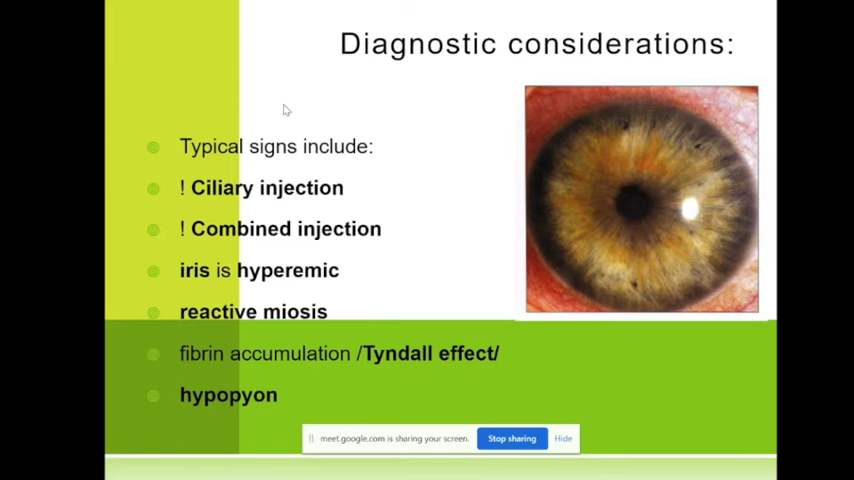 Diagnostic considerations:
Typical signs include:
! Ciliary injection
! Combined injection
iris is hyperemic
reactive miosis
fibrin accumulation /Tyndall effect/
hypopyon
meet.google.com is sharing your screen. Stop sharing Hide